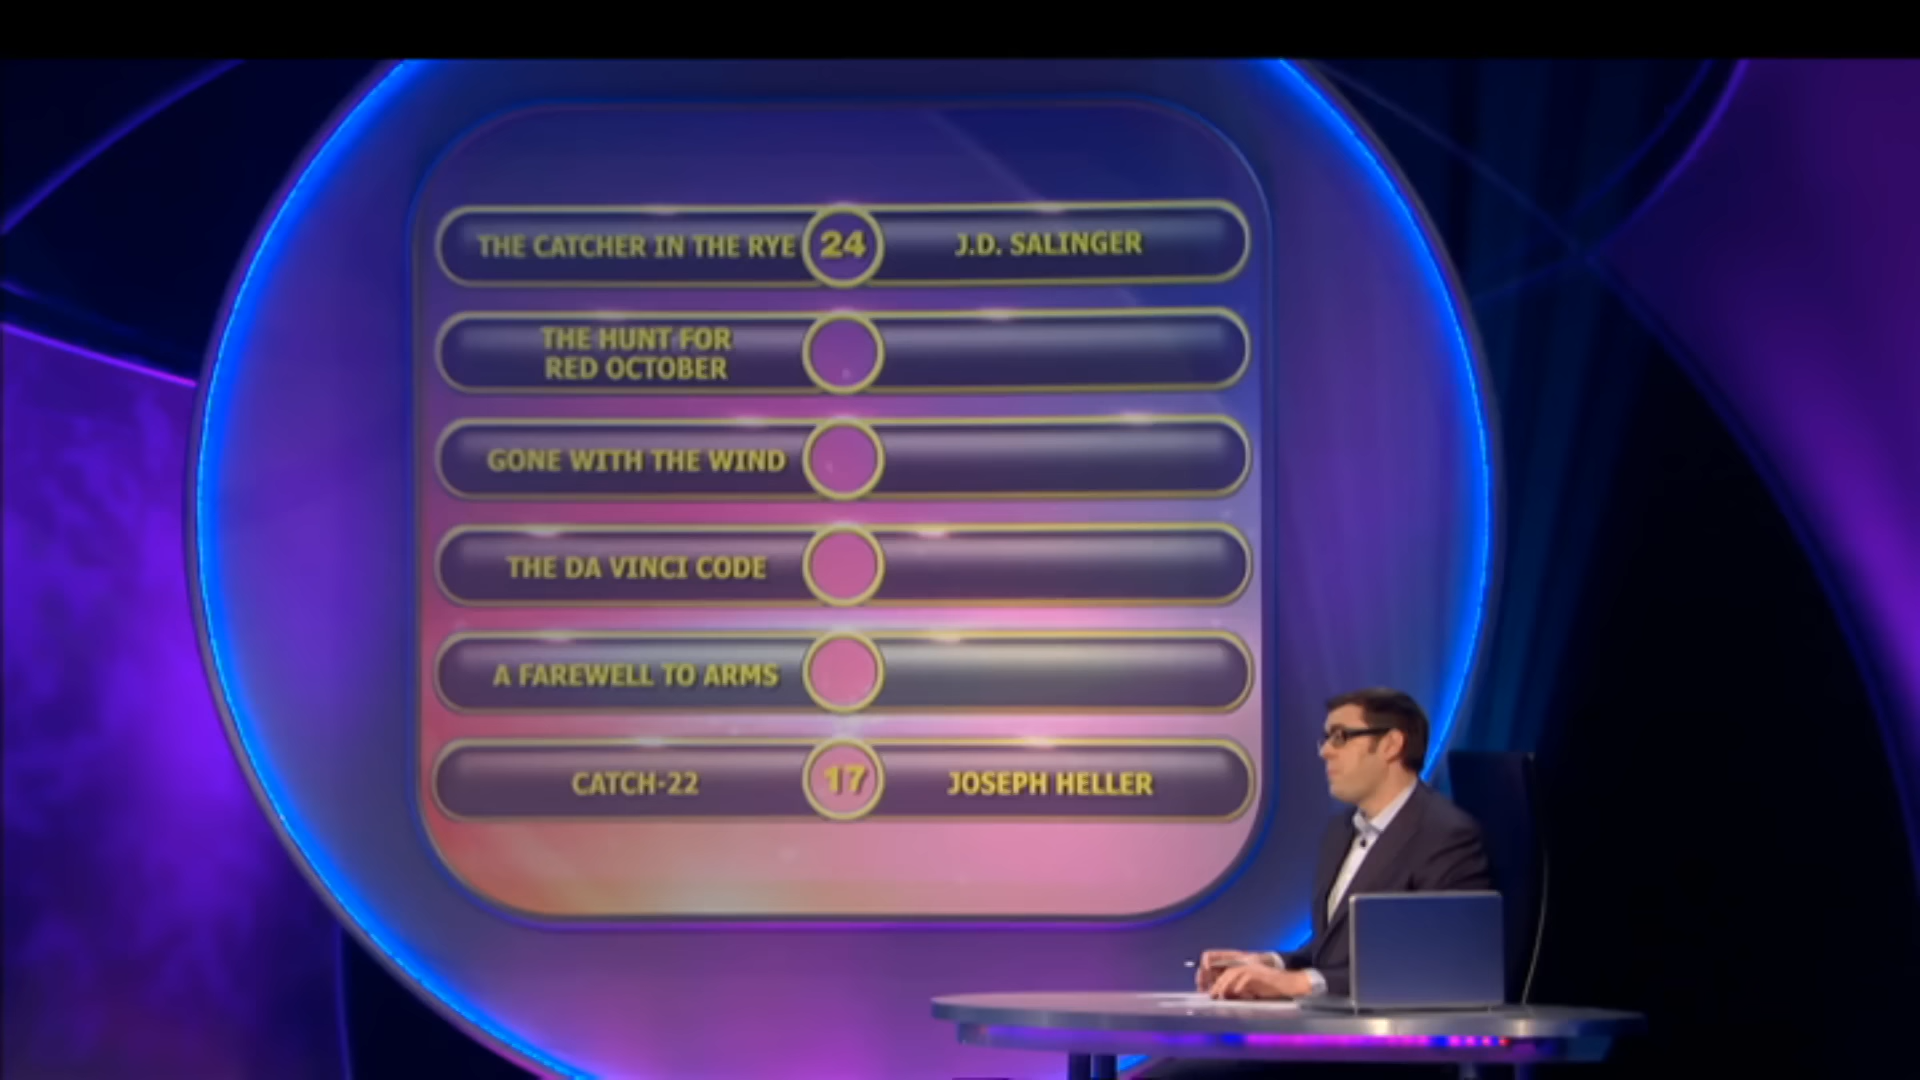 THE CATCHER IN THE RYE 24 J.D. SALINGER
THE HUNT FOR
RED OCTOBER
GONE WITH THE WIND
THE DA VINCI CODE
A FAREWELL TO ARMS
CATCH-22 17 JOSEPH HELLER